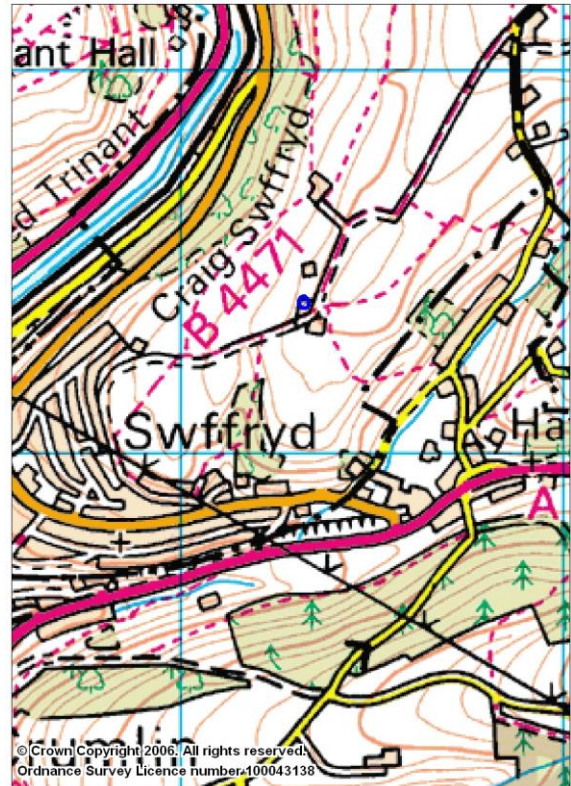 ant Hall
d Trinant
Craig Swffryd
B 4471
Swffryd
Ha
A
rumlin
© Crown Copyright 2006. All rights reserved.
Ordnance Survey Licence number 100043138